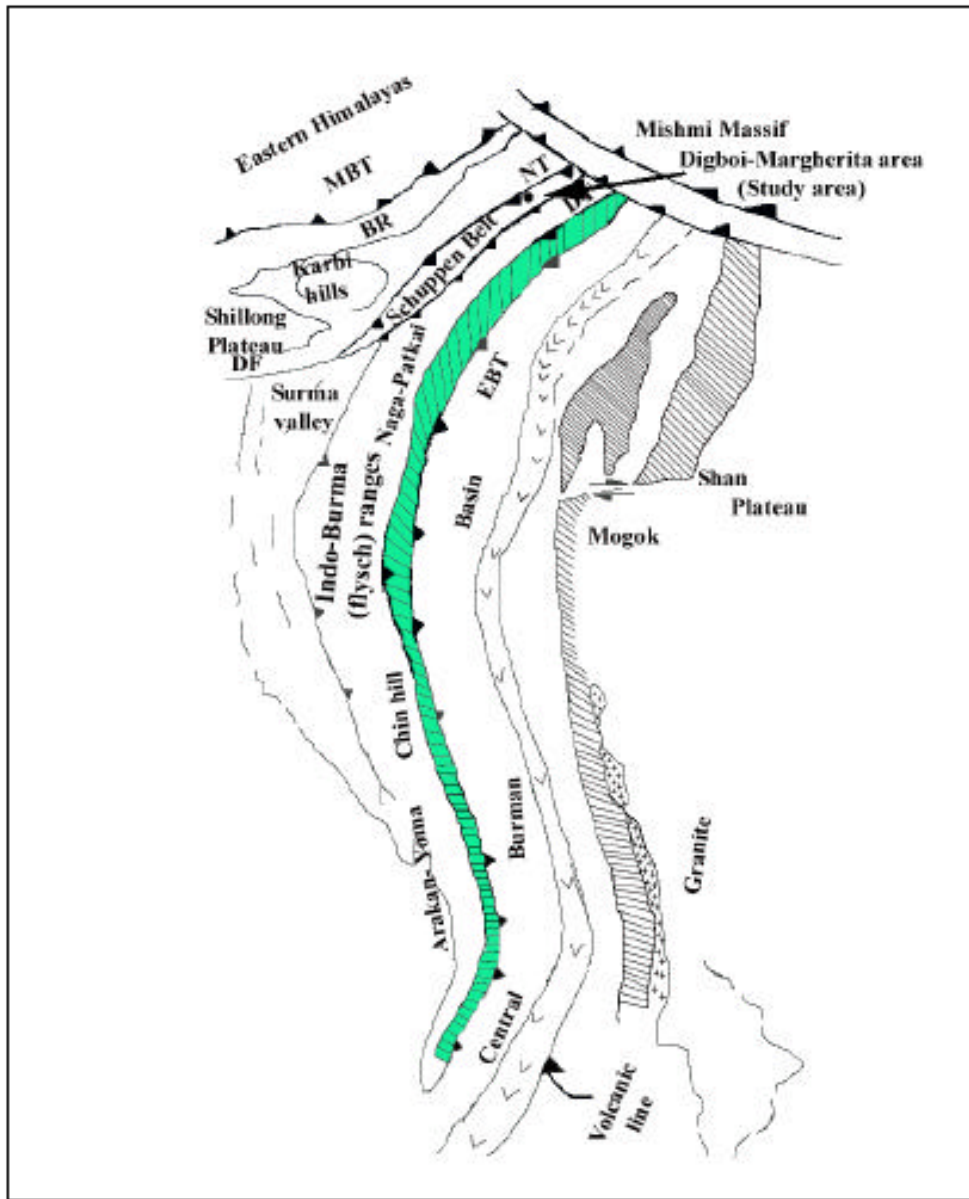 Eastern Himalayas
Mishmi Massif
Digboi-Margherita area
(Study area)
MBT
NT
DT
BR
Schuppen Belt
Karbi
hills
Shillong
Plateau
DF
Surma
valley
Naga-Patkai
EBT
Indo-Burma
(flysch) ranges
Basin
Shan
Plateau
Mogok
Chin hill
Burman
Arakan-Yoma
Granite
Central
Volcanic
line